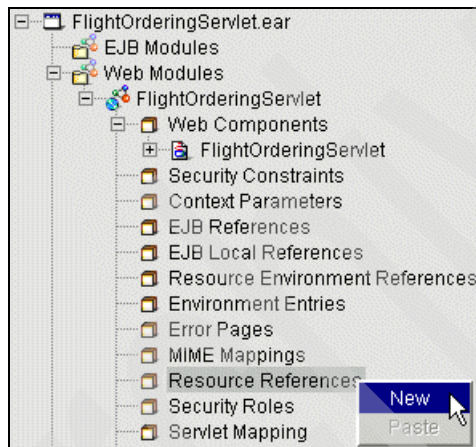 FlightOrderingServlet.ear
EJB Modules
Web Modules
FlightOrderingServlet
Web Components
FlightOrderingServlet
Security Constraints
Context Parameters
EJB References
EJB Local References
Resource Environment References
Environment Entries
Error Pages
MIME Mappings
Resource References
New
Security Roles
Paste
Servlet Mapping